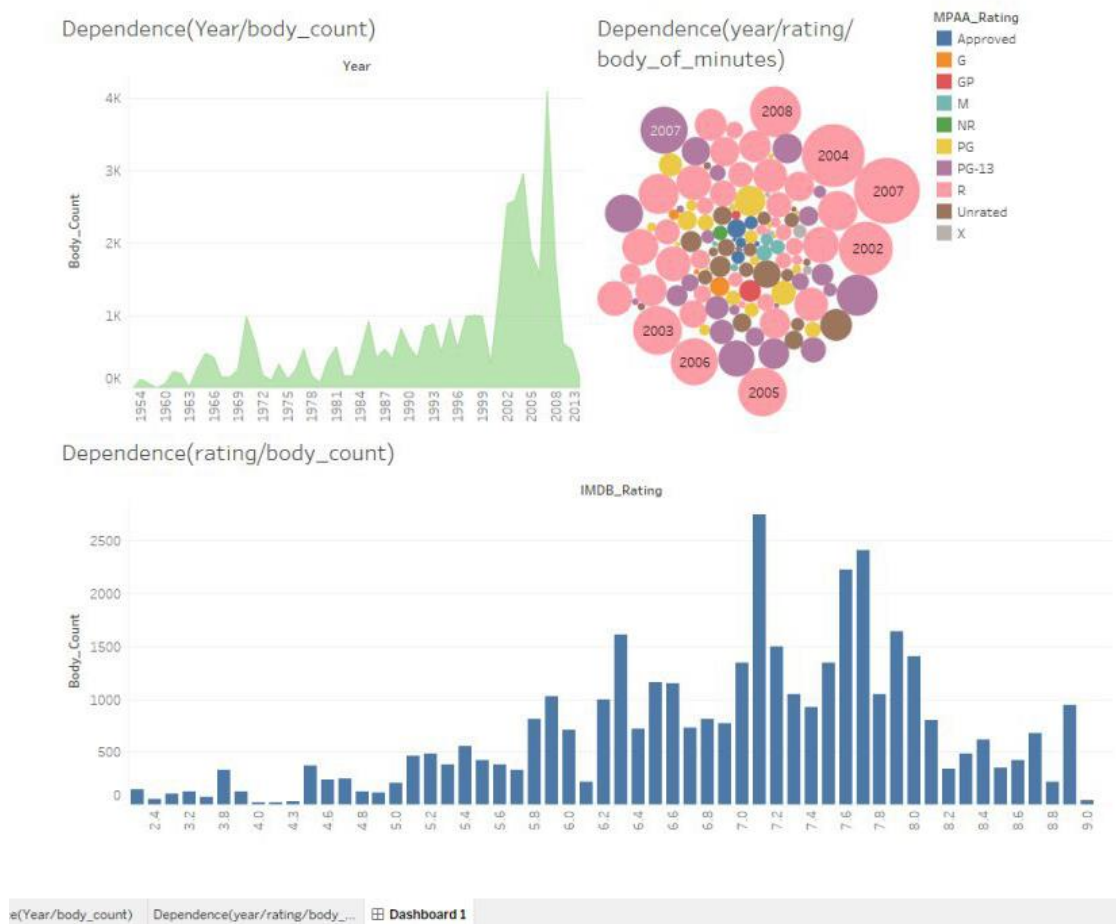 Dependence(Year/body_count)
Year
Body_Count
4K
3K
2K
1K
0K
1954 1960 1963 1966 1969 1972 1975 1978 1981 1984 1987 1990 1993 1996 1999 2002 2005 2008 2013
Dependence(year/rating/
body_of_minutes)
2007
2008
2004
2007
2002
2003
2006
2005
MPAA_Rating
Approved
G
GP
M
NR
PG
PG-13
R
Unrated
X
Dependence(rating/body_count)
IMDB_Rating
Body_Count
2500
2000
1500
1000
500
0
2.4 3.2 3.8 4.0 4.3 4.6 4.8 5.0 5.2 5.4 5.6 5.8 6.0 6.2 6.4 6.6 6.8 7.0 7.2 7.4 7.6 7.8 8.0 8.2 8.4 8.6 8.8 9.0
e(Year/body_count) Dependence(year/rating/body_... Dashboard 1